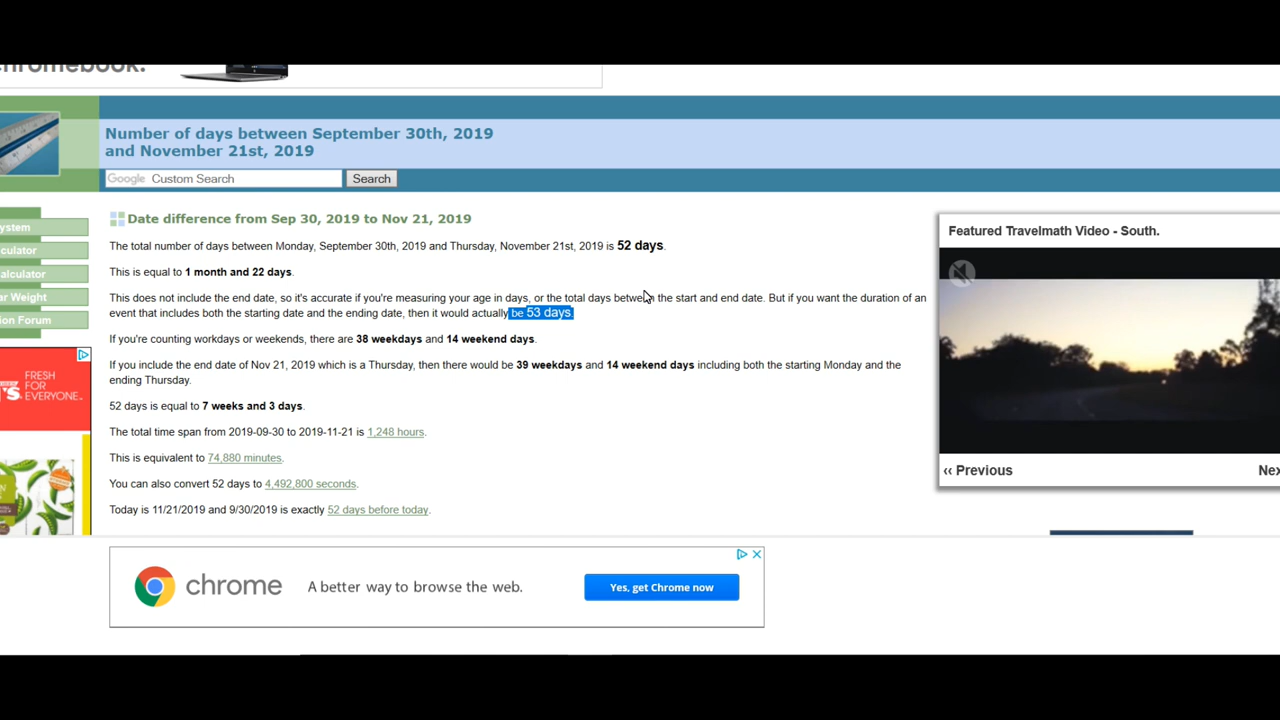 chromebook.
Number of days between September 30th, 2019
and November 21st, 2019
Google Custom Search
Search
ystem
culator
alculator
ar Weight
ion Forum
Date difference from Sep 30, 2019 to Nov 21, 2019
The total number of days between Monday, September 30th, 2019 and Thursday, November 21st, 2019 is 52 days.
This is equal to 1 month and 22 days.
This does not include the end date, so it's accurate if you're measuring your age in days, or the total days between the start and end date. But if you want the duration of an
event that includes both the starting date and the ending date, then it would actually be 53 days.
If you're counting workdays or weekends, there are 38 weekdays and 14 weekend days.
If you include the end date of Nov 21, 2019 which is a Thursday, then there would be 39 weekdays and 14 weekend days including both the starting Monday and the
ending Thursday.
52 days is equal to 7 weeks and 3 days.
The total time span from 2019-09-30 to 2019-11-21 is 1,248 hours.
This is equivalent to 74,880 minutes.
You can also convert 52 days to 4,492,800 seconds.
Today is 11/21/2019 and 9/30/2019 is exactly 52 days before today.
Featured Travelmath Video - South.
‹‹ Previous
Nex
FRESH
FOR
EVERYONE.
chrome
A better way to browse the web.
Yes, get Chrome now